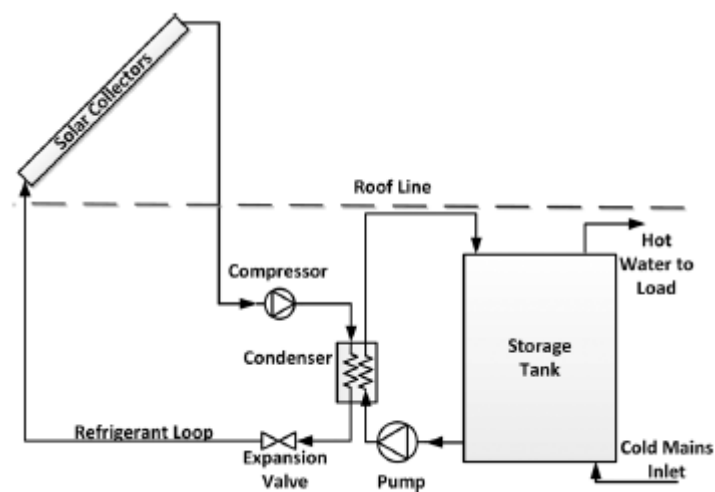 Solar Collectors
Roof Line
Hot
Water to
Load
Compressor
Condenser
Storage
Tank
Refrigerant Loop
Expansion
Valve
Pump
Cold Mains
Inlet